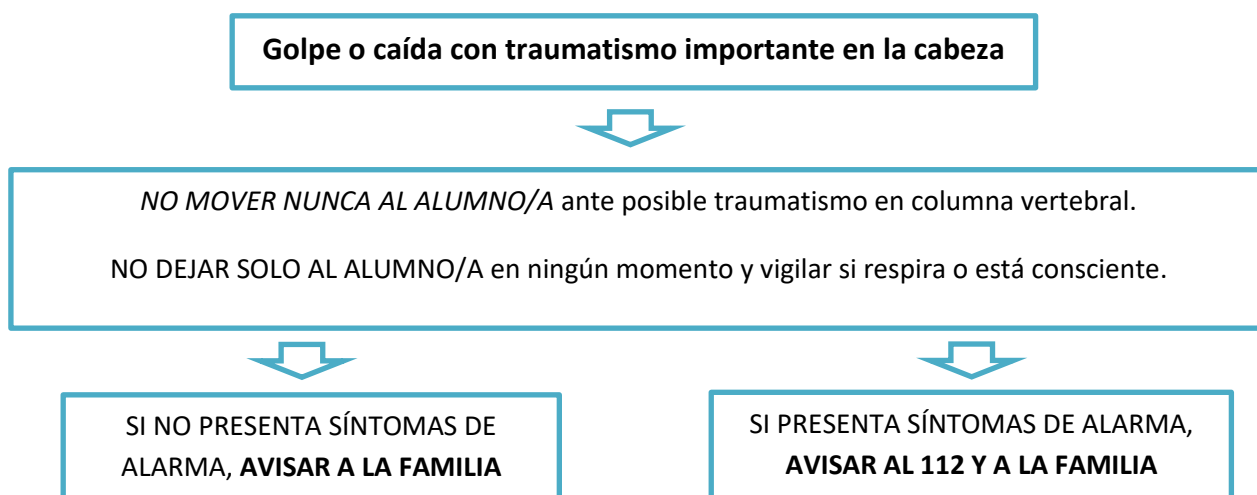 Golpe o caída con traumatismo importante en la cabeza
NO MOVER NUNCA AL ALUMNO/A ante posible traumatismo en columna vertebral.
NO DEJAR SOLO AL ALUMNO/A en ningún momento y vigilar si respira o está consciente.
SI NO PRESENTA SÍNTOMAS DE
ALARMA, AVISAR A LA FAMILIA
SI PRESENTA SÍNTOMAS DE ALARMA,
AVISAR AL 112 Y A LA FAMILIA